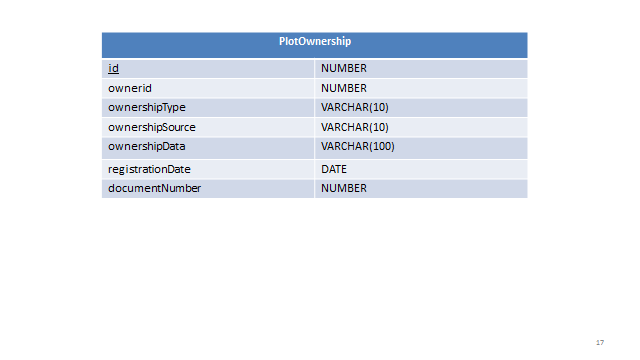 PlotOwnership
id NUMBER
ownerid NUMBER
ownershipType VARCHAR(10)
ownershipSource VARCHAR(10)
ownershipData VARCHAR(100)
registrationDate DATE
documentNumber NUMBER
17